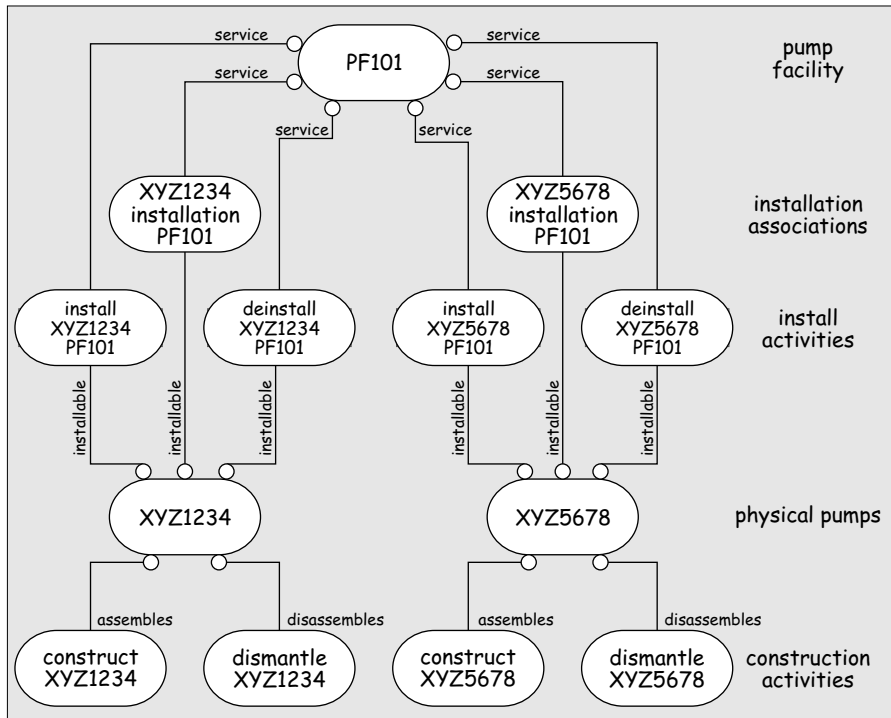 service
service
PF101
service
service
pump
facility
service
service
XYZ1234
installation
PF101
XYZ5678
installation
PF101
installation
associations
install
XYZ1234
PF101
deinstall
XYZ1234
PF101
install
XYZ5678
PF101
deinstall
XYZ5678
PF101
install
activities
installable
installable
installable
installable
installable
installable
XYZ1234
XYZ5678
physical pumps
assembles
disassembles
assembles
disassembles
construct
XYZ1234
dismantle
XYZ1234
construct
XYZ5678
dismantle
XYZ5678
construction
activities